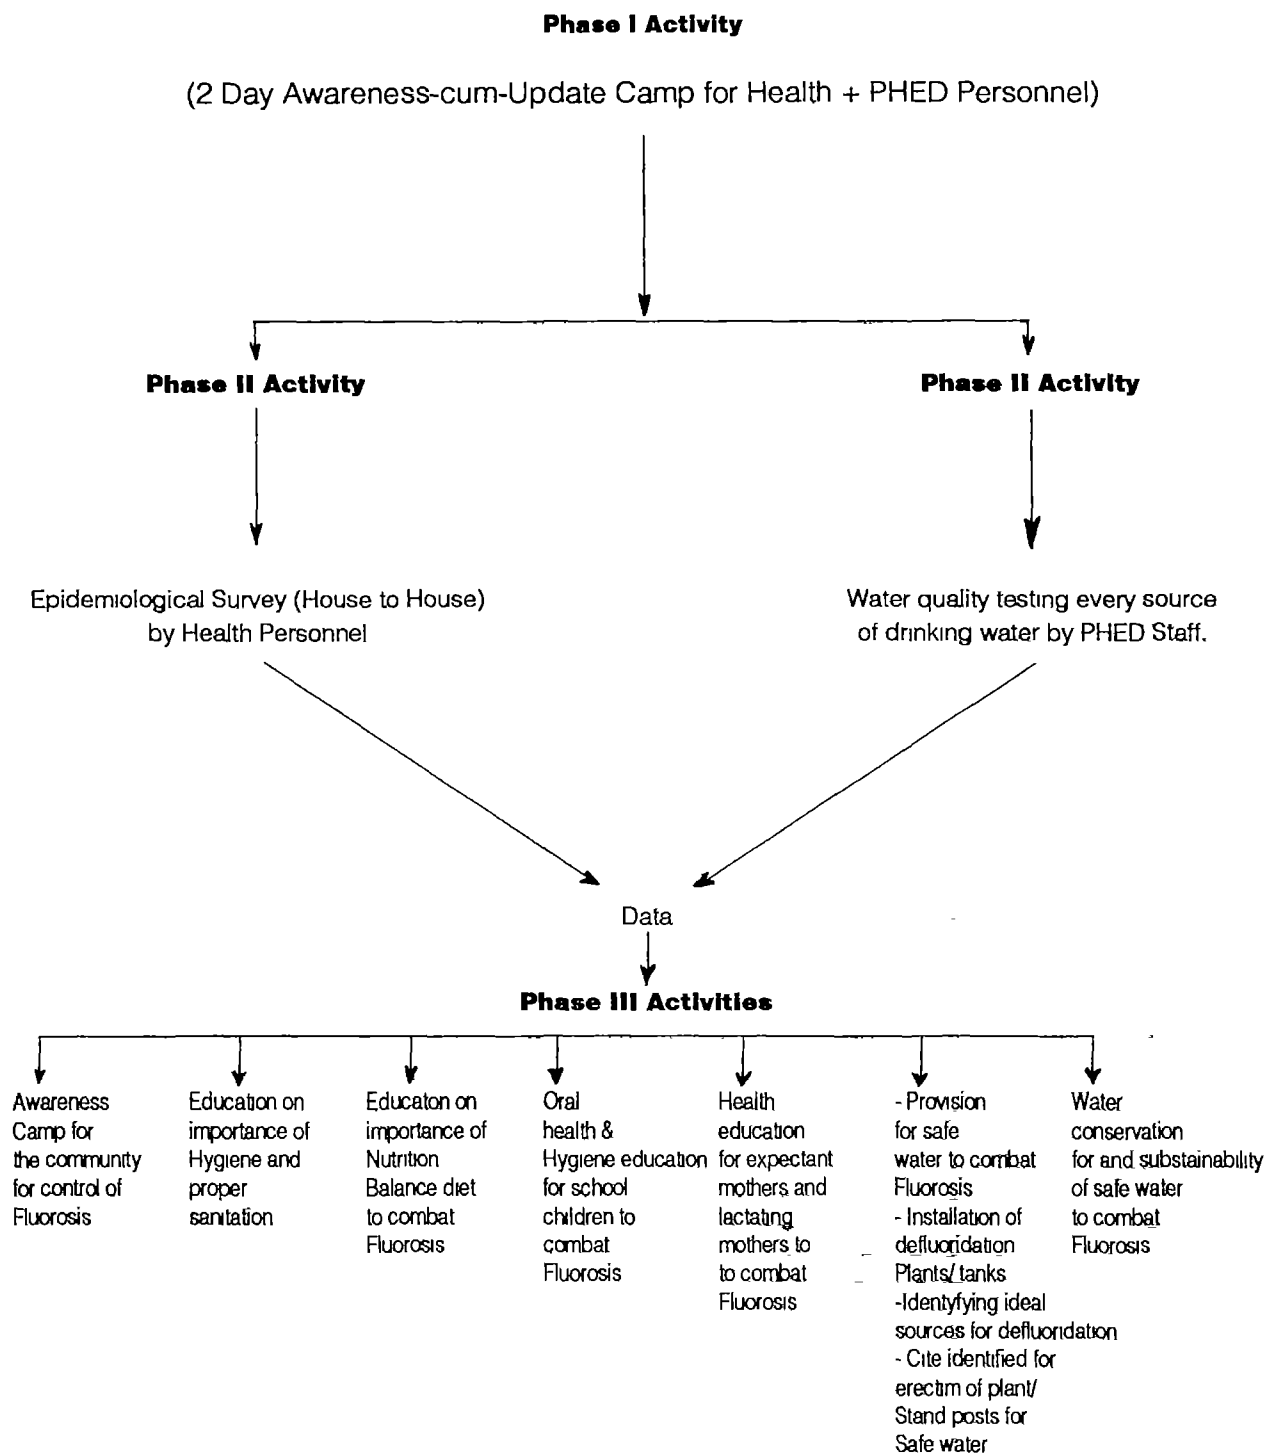 Phase I Activity
(2 Day Awareness-cum-Update Camp for Health + PHED Personnel)
Phase II Activity
Phase II Activity
Epidemiological Survey (House to House)
by Health Personnel
Water quality testing every source
of drinking water by PHED Staff.
Data
Phase III Activities
Awareness
Camp for
the community
for control of
Fluorosis
Education on
importance of
Hygiene and
proper
sanitation
Educaton on
importance of
Nutrition
Balance diet
to combat
Fluorosis
Oral
health &
Hygiene education
for school
children to
combat
Fluorosis
Health
education
for expectant
mothers and
lactating
mothers to
to combat
Fluorosis
- Provision
for safe
water to combat
Fluorosis
- Installation of
defluoridation
Plants/ tanks
-Identyfying ideal
sources for defluoridation
- Cite identified for
erectim of plant/
Stand posts for
Safe water
Water
conservation
for and substainability
of safe water
to combat
Fluorosis